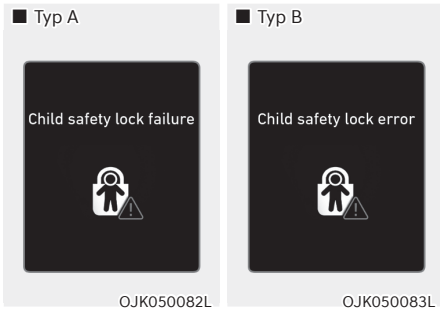 ■ Typ A
Child safety lock failure
OJK050082L
■ Typ B
Child safety lock error
OJK050083L